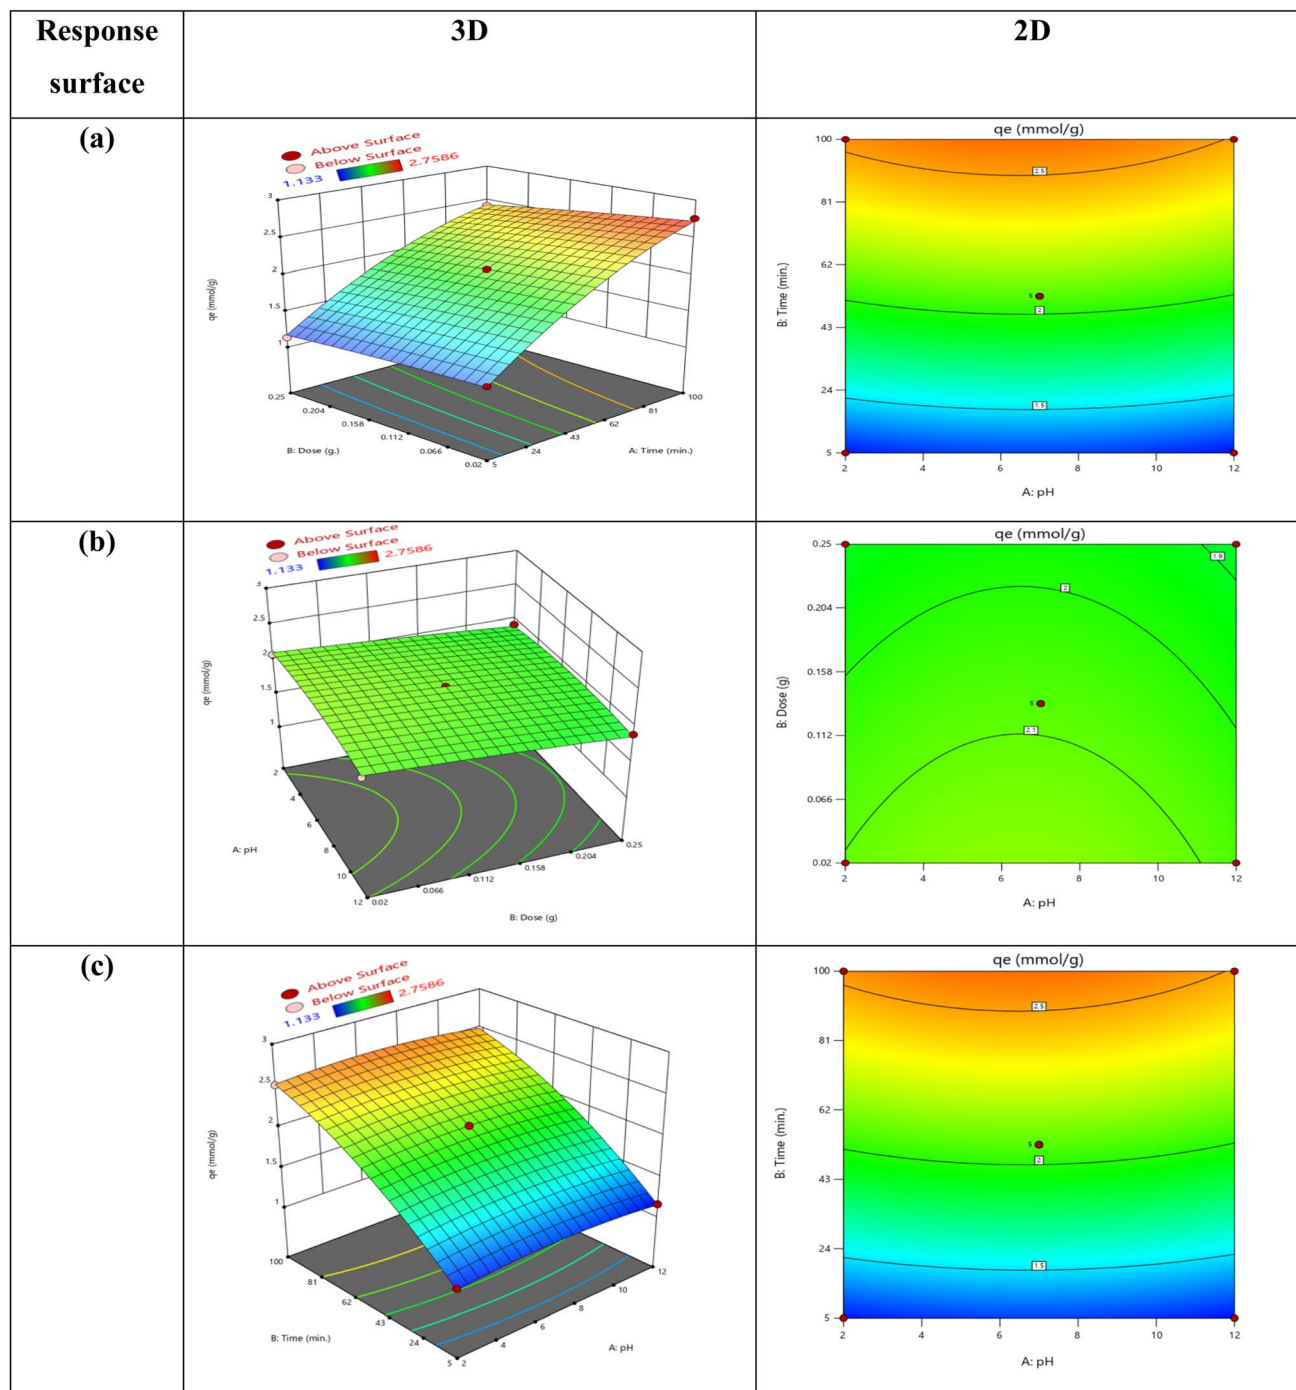 Response surface
3D
2D
(a)
Above Surface
Below Surface
1.133 2.7586
3
2.5
2
1.5
1
qe (mmol/g)
0.25
0.204
0.158
0.112
0.066
0.02
B: Dose (g.)
5
24
43
62
81
100
A: Time (min.)
qe (mmol/g)
100
81
62
43
24
5
B: Time (min.)
2.5
5
2
1.5
2 4 6 8 10 12
A: pH
(b)
Above Surface
Below Surface
1.133 2.7586
3
2.5
2
1.5
1
qe (mmol/g)
2
4
6
8
10
12
A: pH
0.02
0.066
0.112
0.158
0.204
0.25
B: Dose (g)
qe (mmol/g)
0.25
0.204
0.158
0.112
0.066
0.02
B: Dose (g)
1.9
2
5
2.1
2 4 6 8 10 12
A: pH
(c)
Above Surface
Below Surface
1.133 2.7586
3
2.5
2
1.5
1
qe (mmol/g)
100
81
62
43
24
5
B: Time (min.)
2
4
6
8
10
12
A: pH
qe (mmol/g)
100
81
62
43
24
5
B: Time (min.)
2.5
5
2
1.5
2 4 6 8 10 12
A: pH